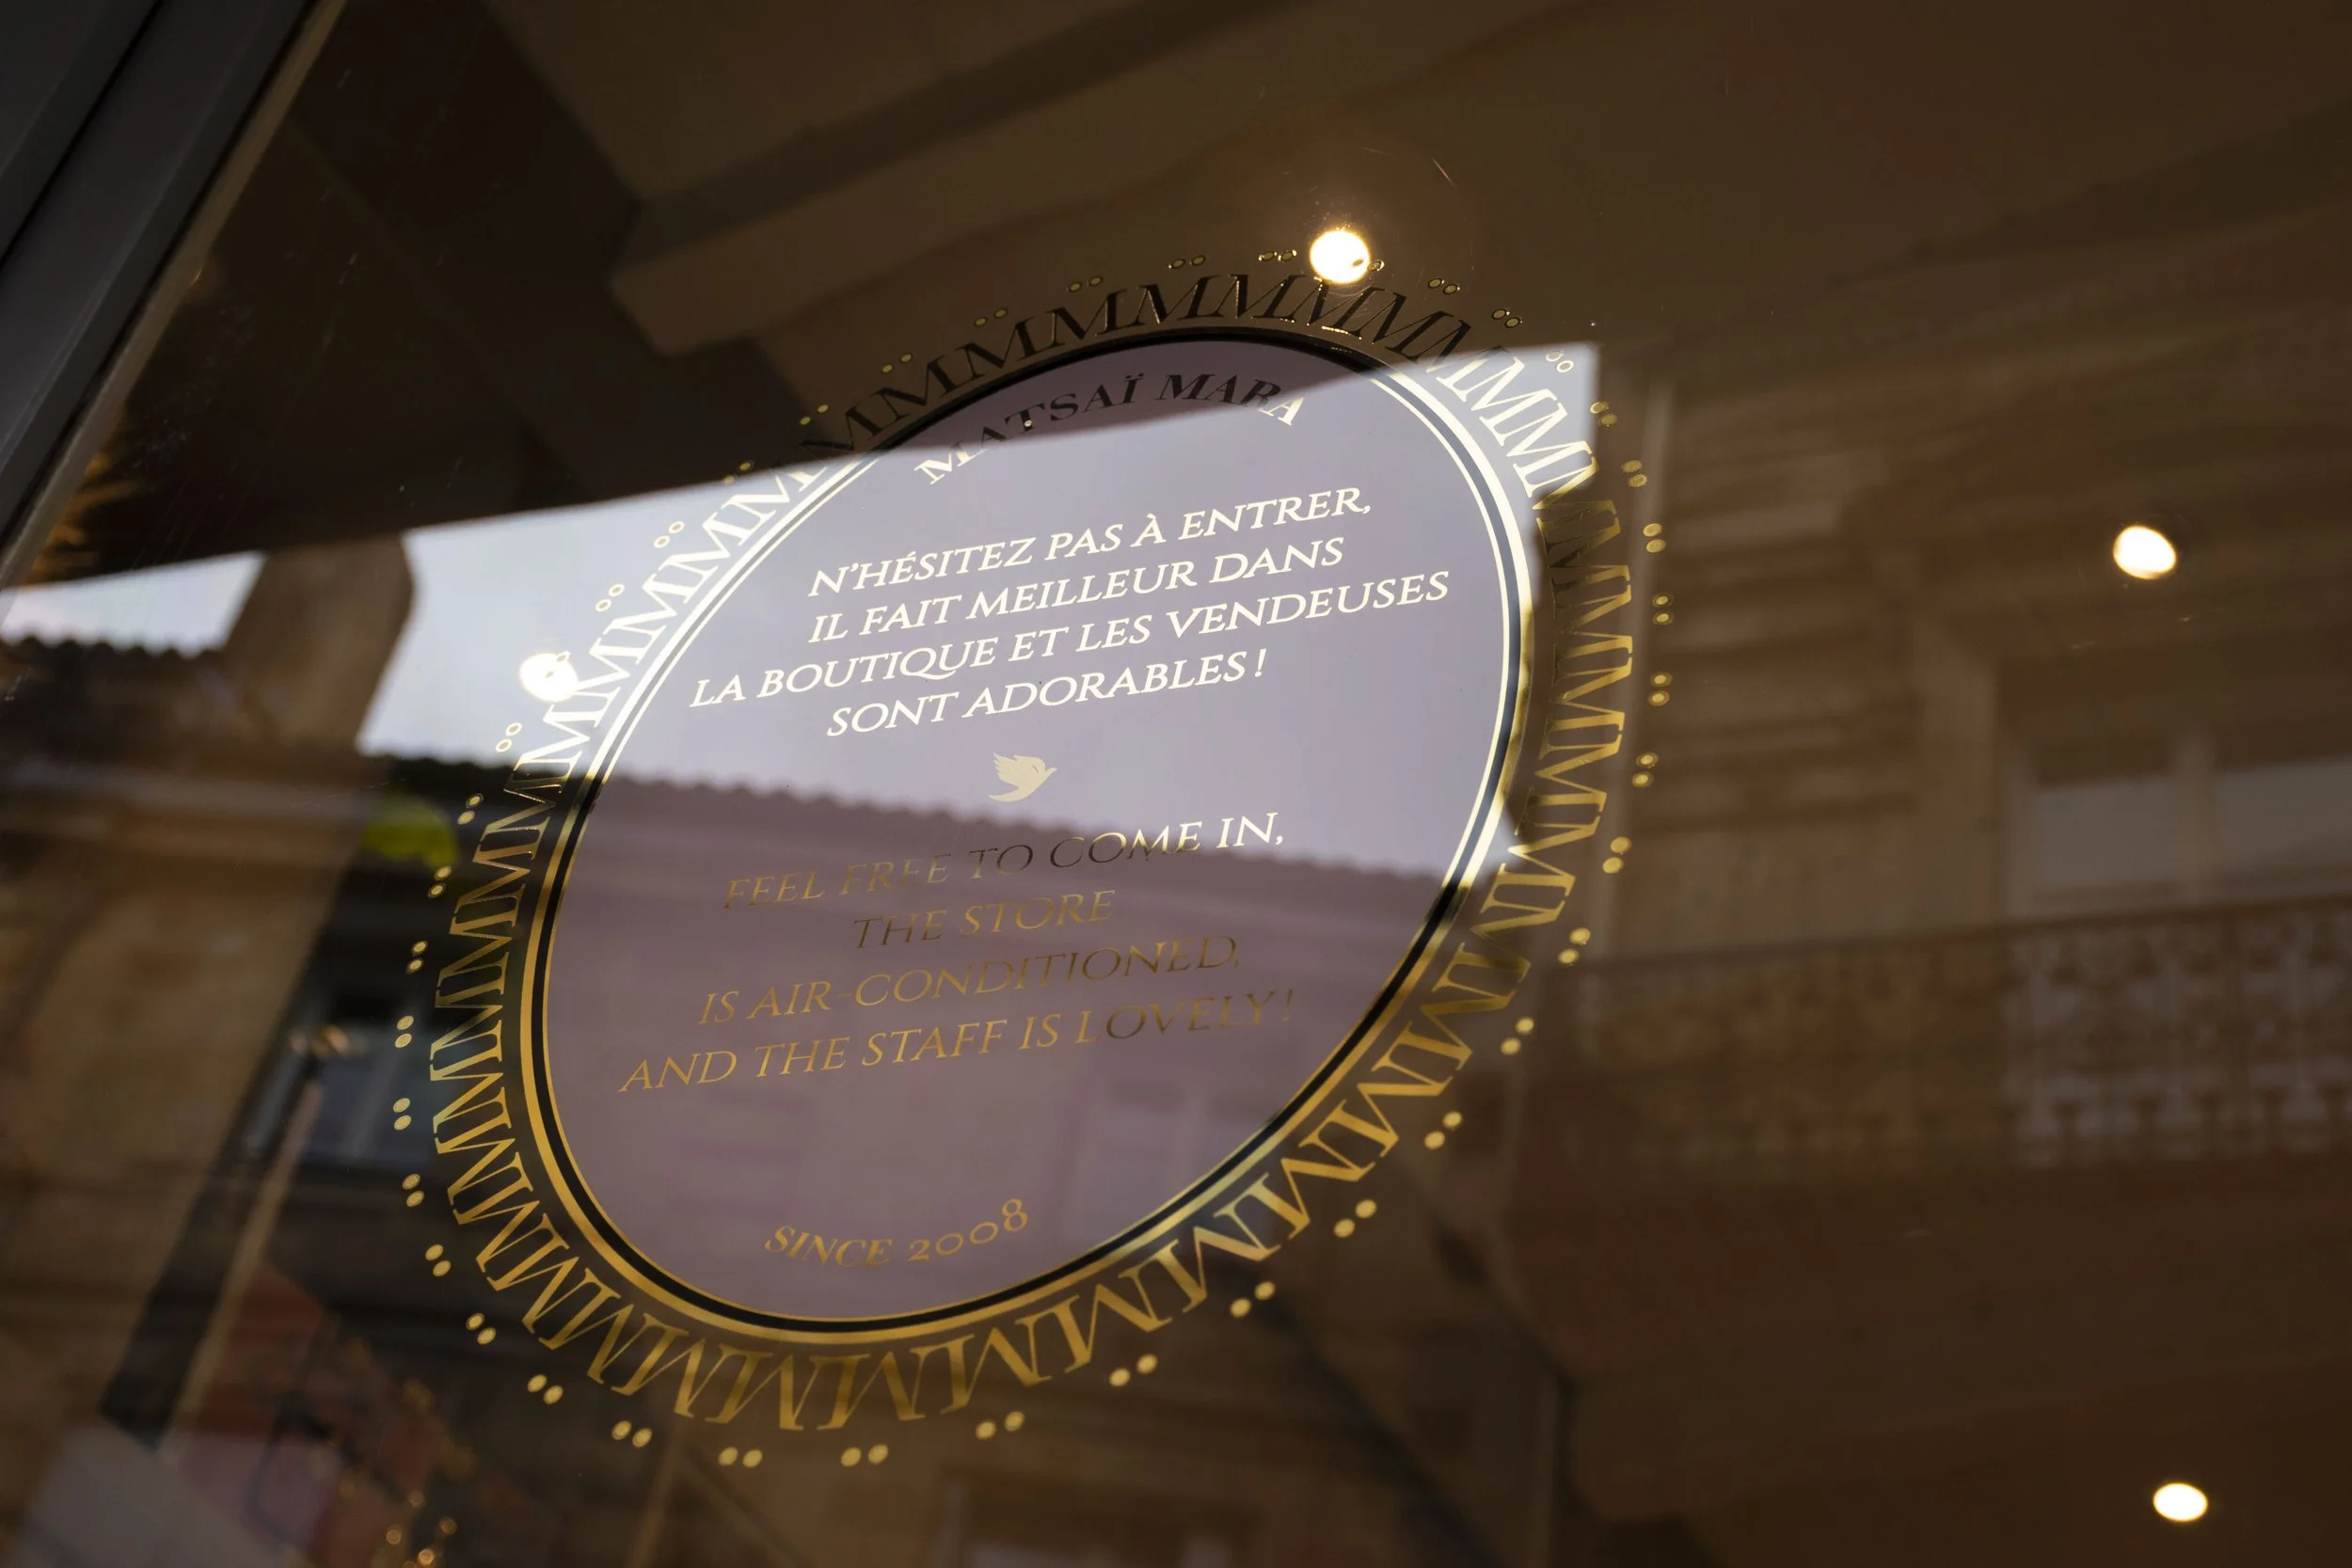 MATSAÏ MARA
N'HÉSITEZ PAS À ENTRER,
IL FAIT MEILLEUR DANS
LA BOUTIQUE ET LES VENDEUSES
SONT ADORABLES !
FEEL FREE TO COME IN,
THE STORE
IS AIR-CONDITIONED,
AND THE STAFF IS LOVELY !
SINCE 2008